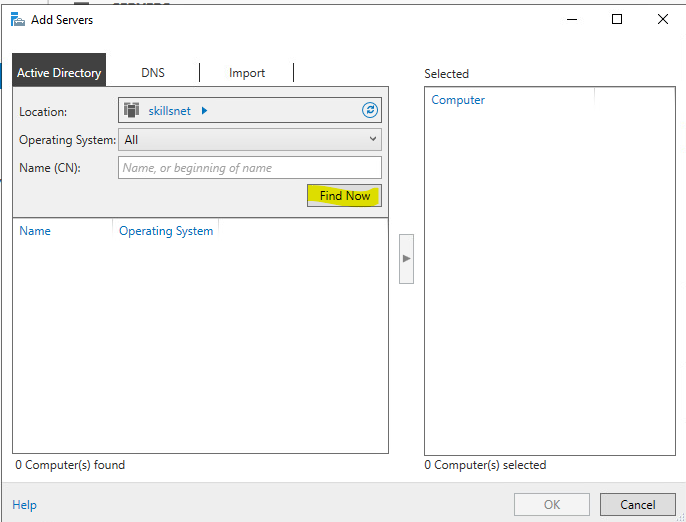 Add Servers
Active Directory DNS Import
Location: skillsnet
Operating System: All
Name (CN): Name, or beginning of name
Find Now
Name Operating System
0 Computer(s) found
Selected
Computer
0 Computer(s) selected
Help OK Cancel